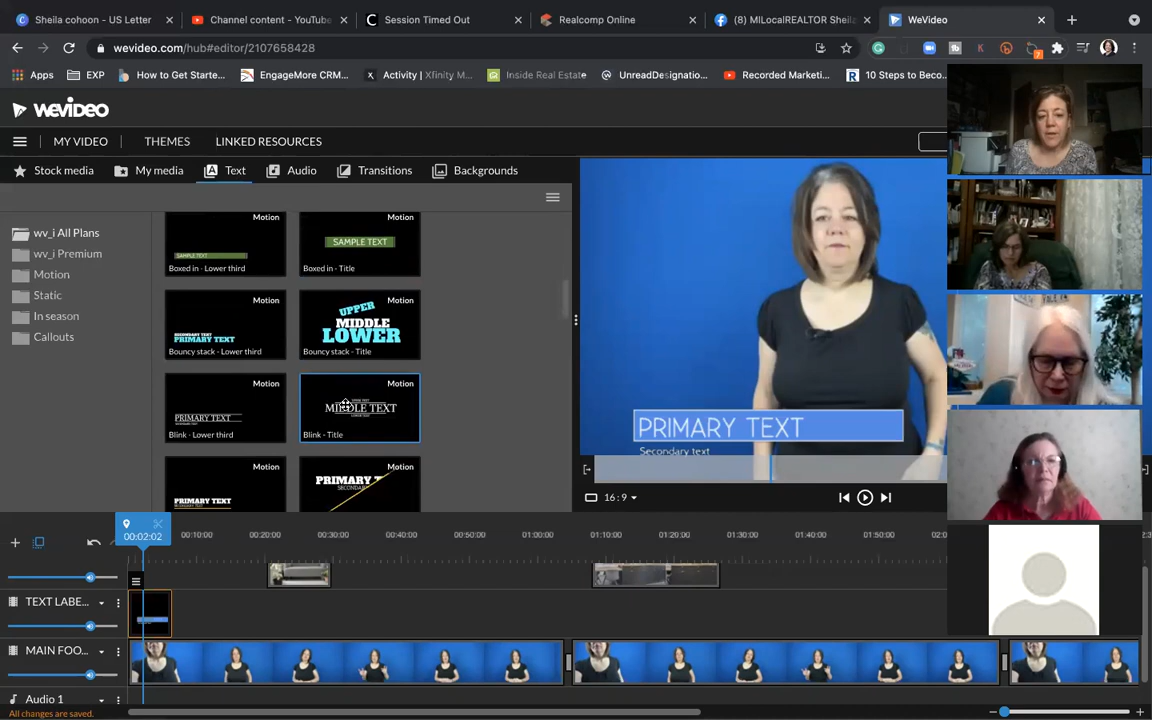 Sheila cohoon - US Letter
Channel content - YouTube
Session Timed Out
Realcomp Online
(8) MILocalREALTOR Sheila
WeVideo
wevideo.com/hub#editor/2107658428
Apps
EXP
How to Get Starte...
EngageMore CRM...
Activity | Xfinity M...
Inside Real Estate
UnreadDesignatio...
Recorded Marketi...
10 Steps to Beco...
WEVIDEO
MY VIDEO
THEMES
LINKED RESOURCES
Stock media
My media
Text
Audio
Transitions
Backgrounds
wv_i All Plans
wv_i Premium
Motion
Static
In season
Callouts
Motion
SAMPLE TEXT
Boxed in - Lower third
Motion
SAMPLE TEXT
Boxed in - Title
Motion
SECONDARY TEXT
PRIMARY TEXT
Bouncy stack - Lower third
Motion
UPPER
MIDDLE
LOWER
Bouncy stack - Title
Motion
PRIMARY TEXT
Blink - Lower third
Motion
MIDDLE TEXT
LOWER TEXT
Blink - Title
Motion
PRIMARY TEXT
Motion
PRIMARY T
SECONDAR
PRIMARY TEXT
Secondary text
16:9
00:02:02
00:10:00
00:20:00
00:30:00
00:40:00
00:50:00
01:00:00
01:10:00
01:20:00
01:30:00
01:40:00
01:50:00
TEXT LABE...
MAIN FOO...
Audio 1
All changes are saved.